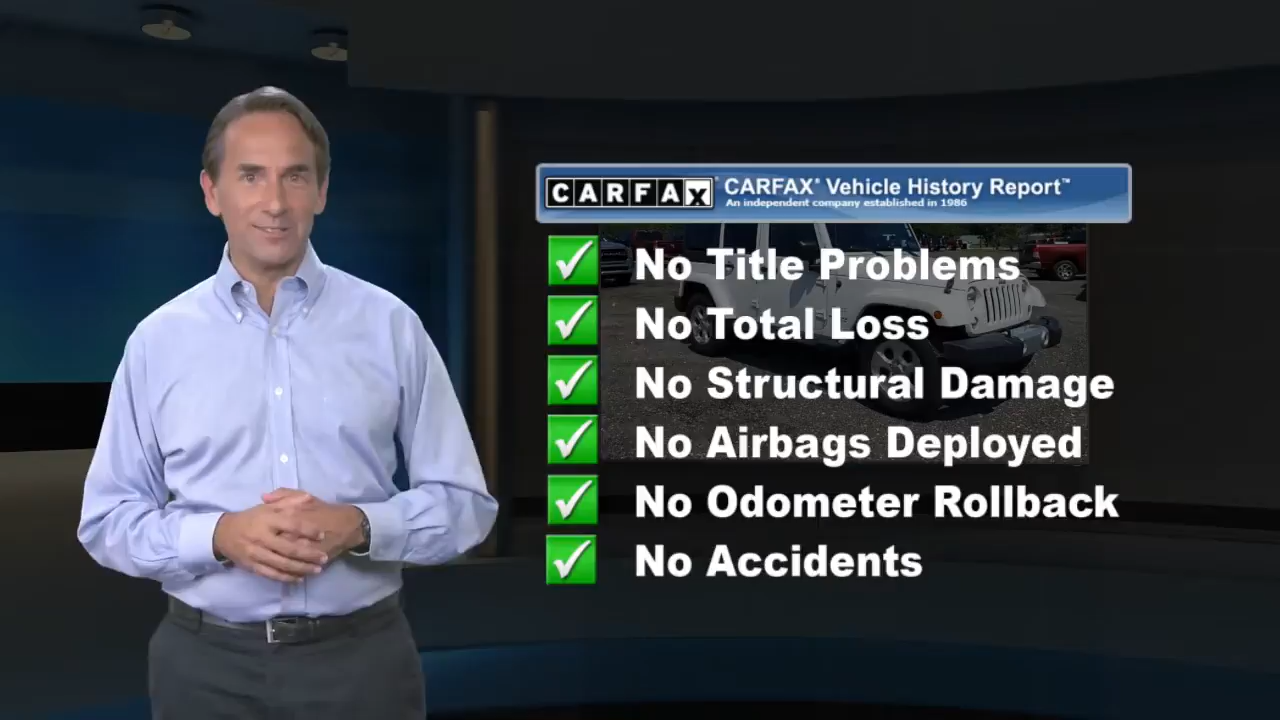 CARFAX® CARFAX® Vehicle History Report™
An independent company established in 1986
No Title Problems
No Total Loss
No Structural Damage
No Airbags Deployed
No Odometer Rollback
No Accidents